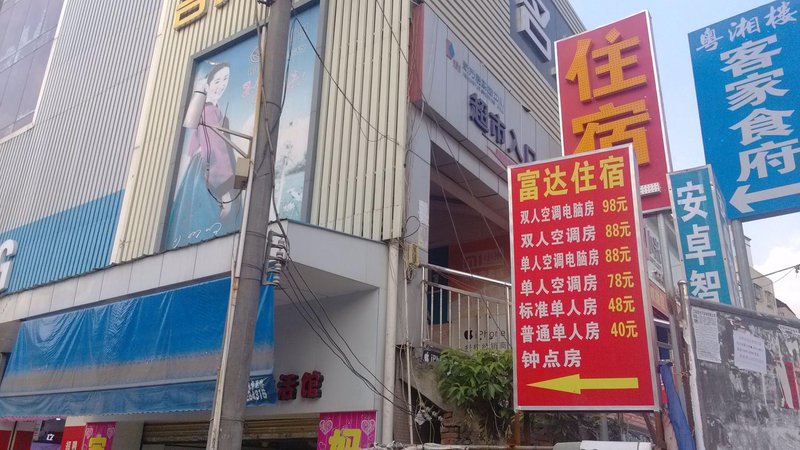 超市入口
住宿
粤湘楼
客家食府
富达住宿
双人空调电脑房 98元
双人空调房 88元
单人空调电脑房 88元
单人空调房 78元
标准单人房 48元
普通单人房 40元
钟点房
安卓智
G
活馆